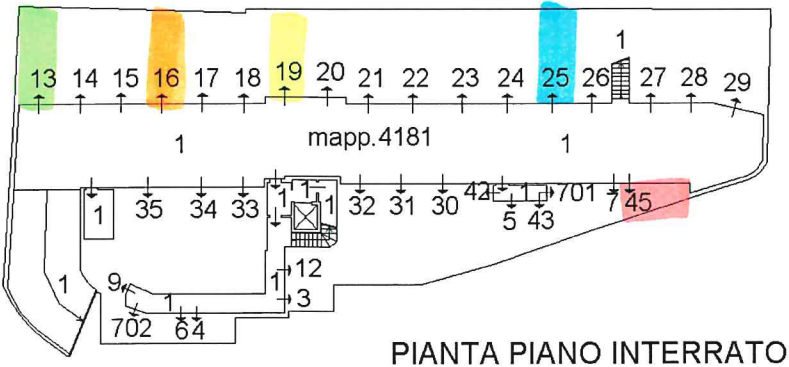 1
13 14 15 16 17 18 19 20 21 22 23 24 25 26 27 28 29
1 mapp.4181 1
1 35 34 33 1 1 1 32 31 30 42 1 701 5 43 7 45
1 9 1 1 12
3
702 6 4
PIANTA PIANO INTERRATO